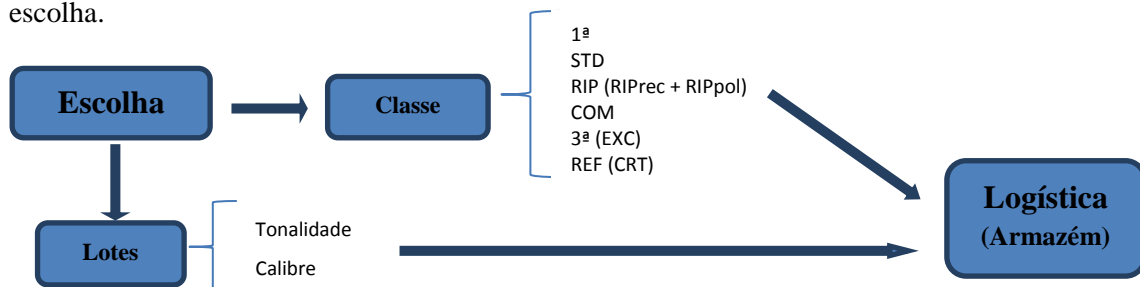 escolha.
Escolha
Classe
1ª
STD
RIP (RIPrec + RIPpol)
COM
3ª (EXC)
REF (CRT)
Logística
(Armazém)
Lotes
Tonalidade
Calibre